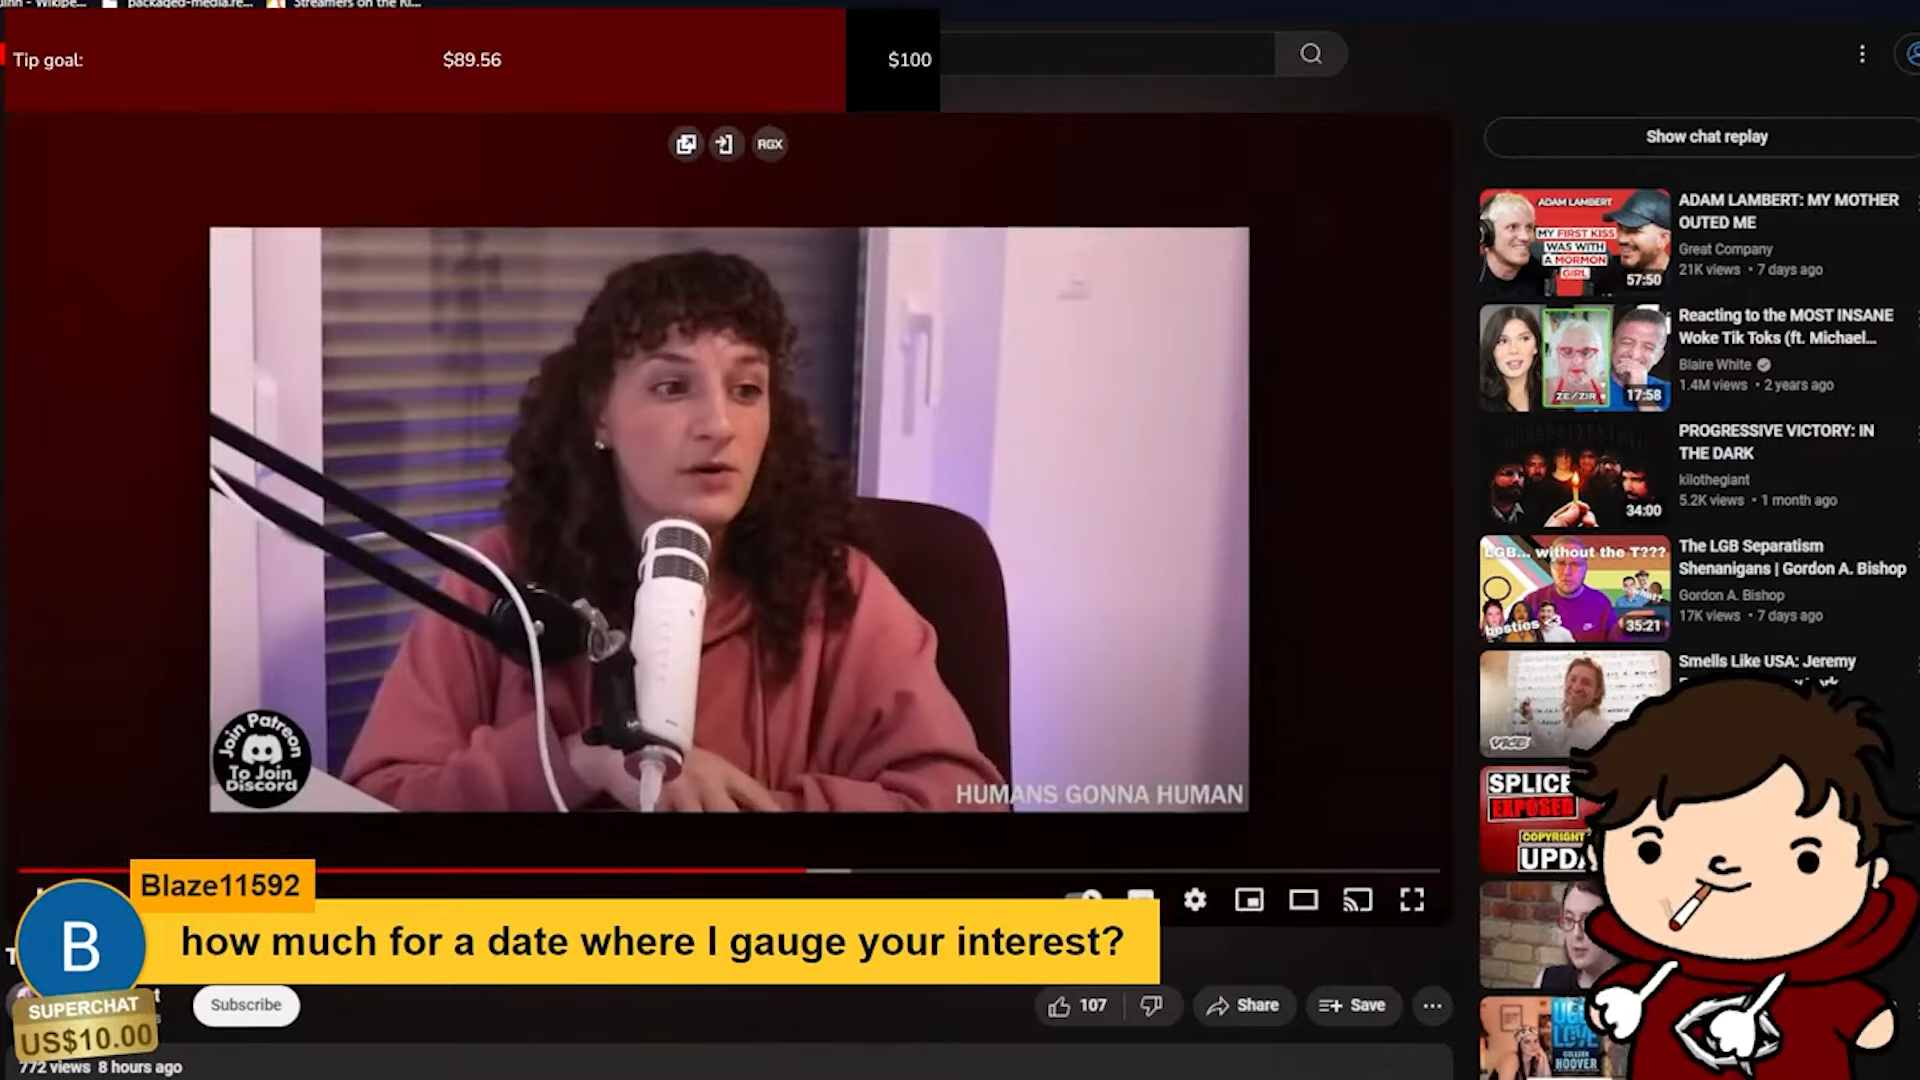 Tip goal:
$89.56
$100
RGX
Show chat replay
ADAM LAMBERT
MY FIRST KISS
WAS WITH
A MORMON
GIRL
57:50
ADAM LAMBERT: MY MOTHER
OUTED ME
Great Company
21K views • 7 days ago
ZE/ZIR
17:58
Reacting to the MOST INSANE
Woke Tik Toks (ft. Michael...
Blaire White
1.4M views • 2 years ago
34:00
PROGRESSIVE VICTORY: IN
THE DARK
kilothegiant
5.2K views • 1 month ago
LGB... without the T???
besties <3
35:21
The LGB Separatism
Shenanigans | Gordon A. Bishop
Gordon A. Bishop
17K views • 7 days ago
VICE
Smells Like USA: Jeremy
SPLICE
EXPOSED
COPYRIGHT
UPDA
LOVE
COLLEEN
HOOVER
Join Patreon
To Join
Discord
HUMANS GONNA HUMAN
Blaze11592
B
how much for a date where I gauge your interest?
SUPERCHAT
US$10.00
Subscribe
107
Share
Save
772 views 8 hours ago